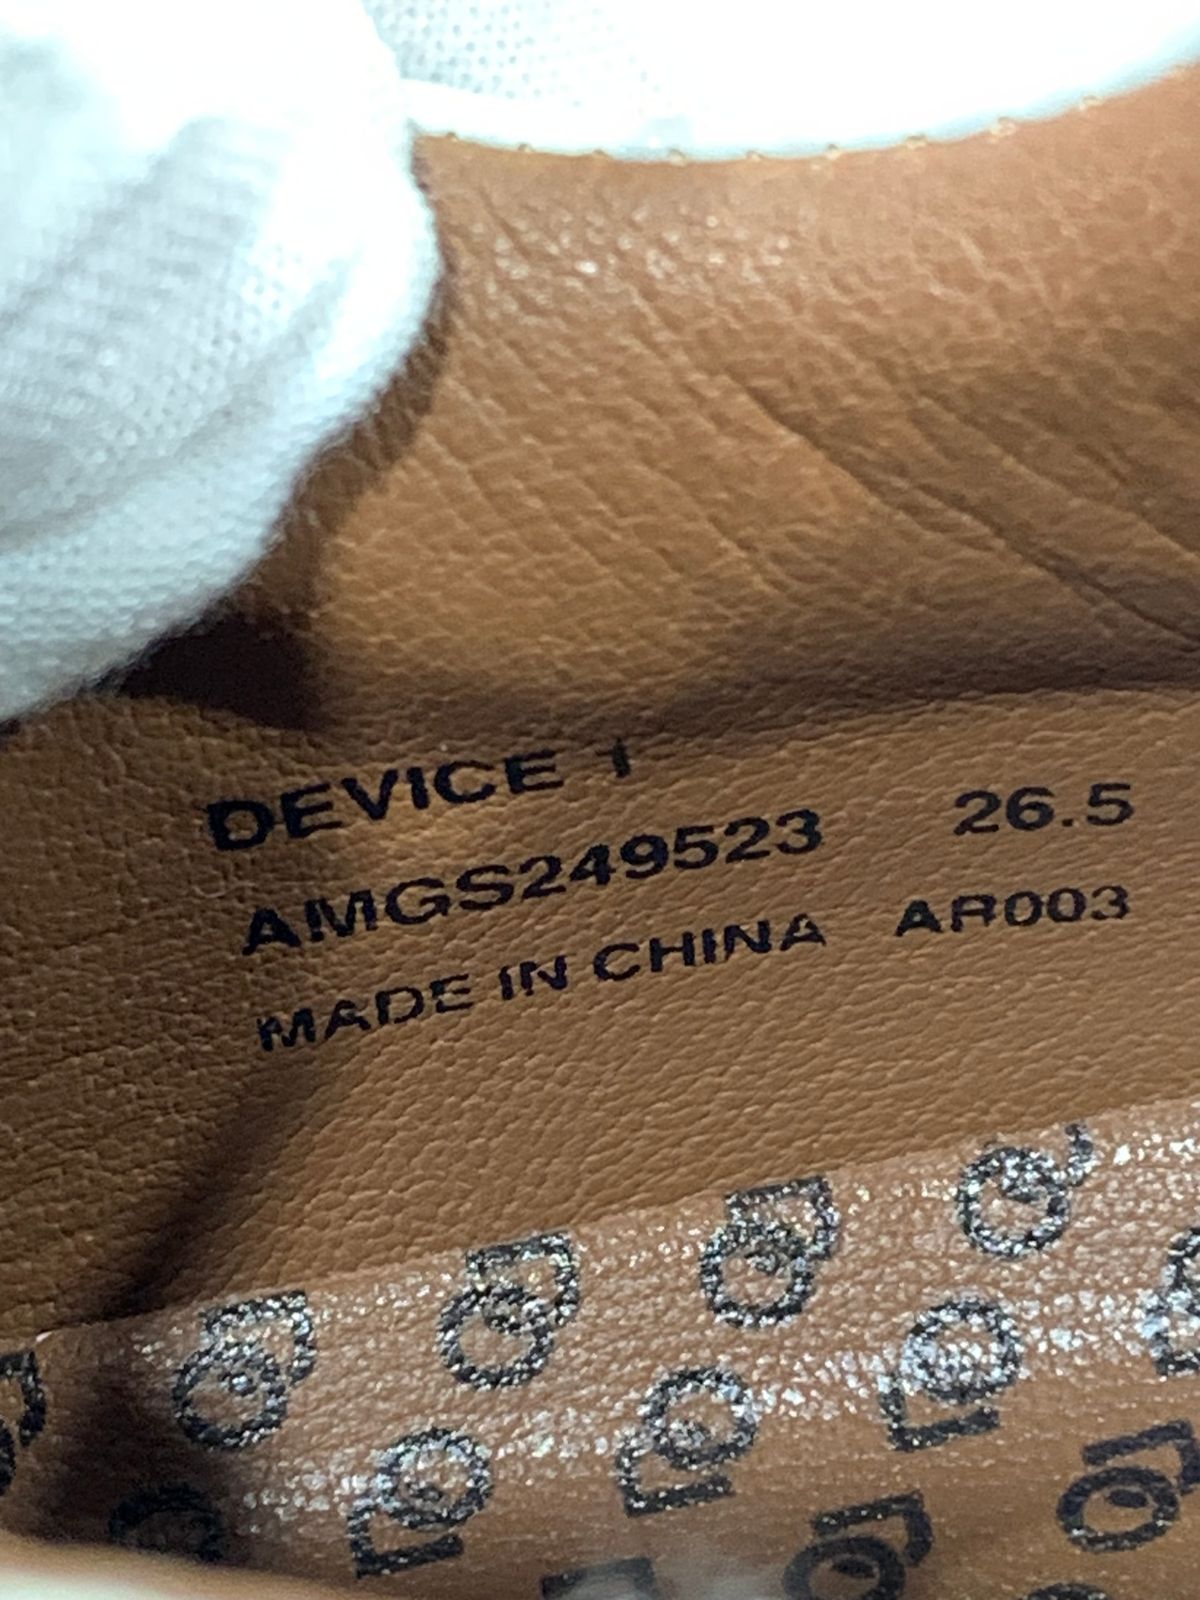 DEVICE 1
AMGS249523 26.5
MADE IN CHINA AR003